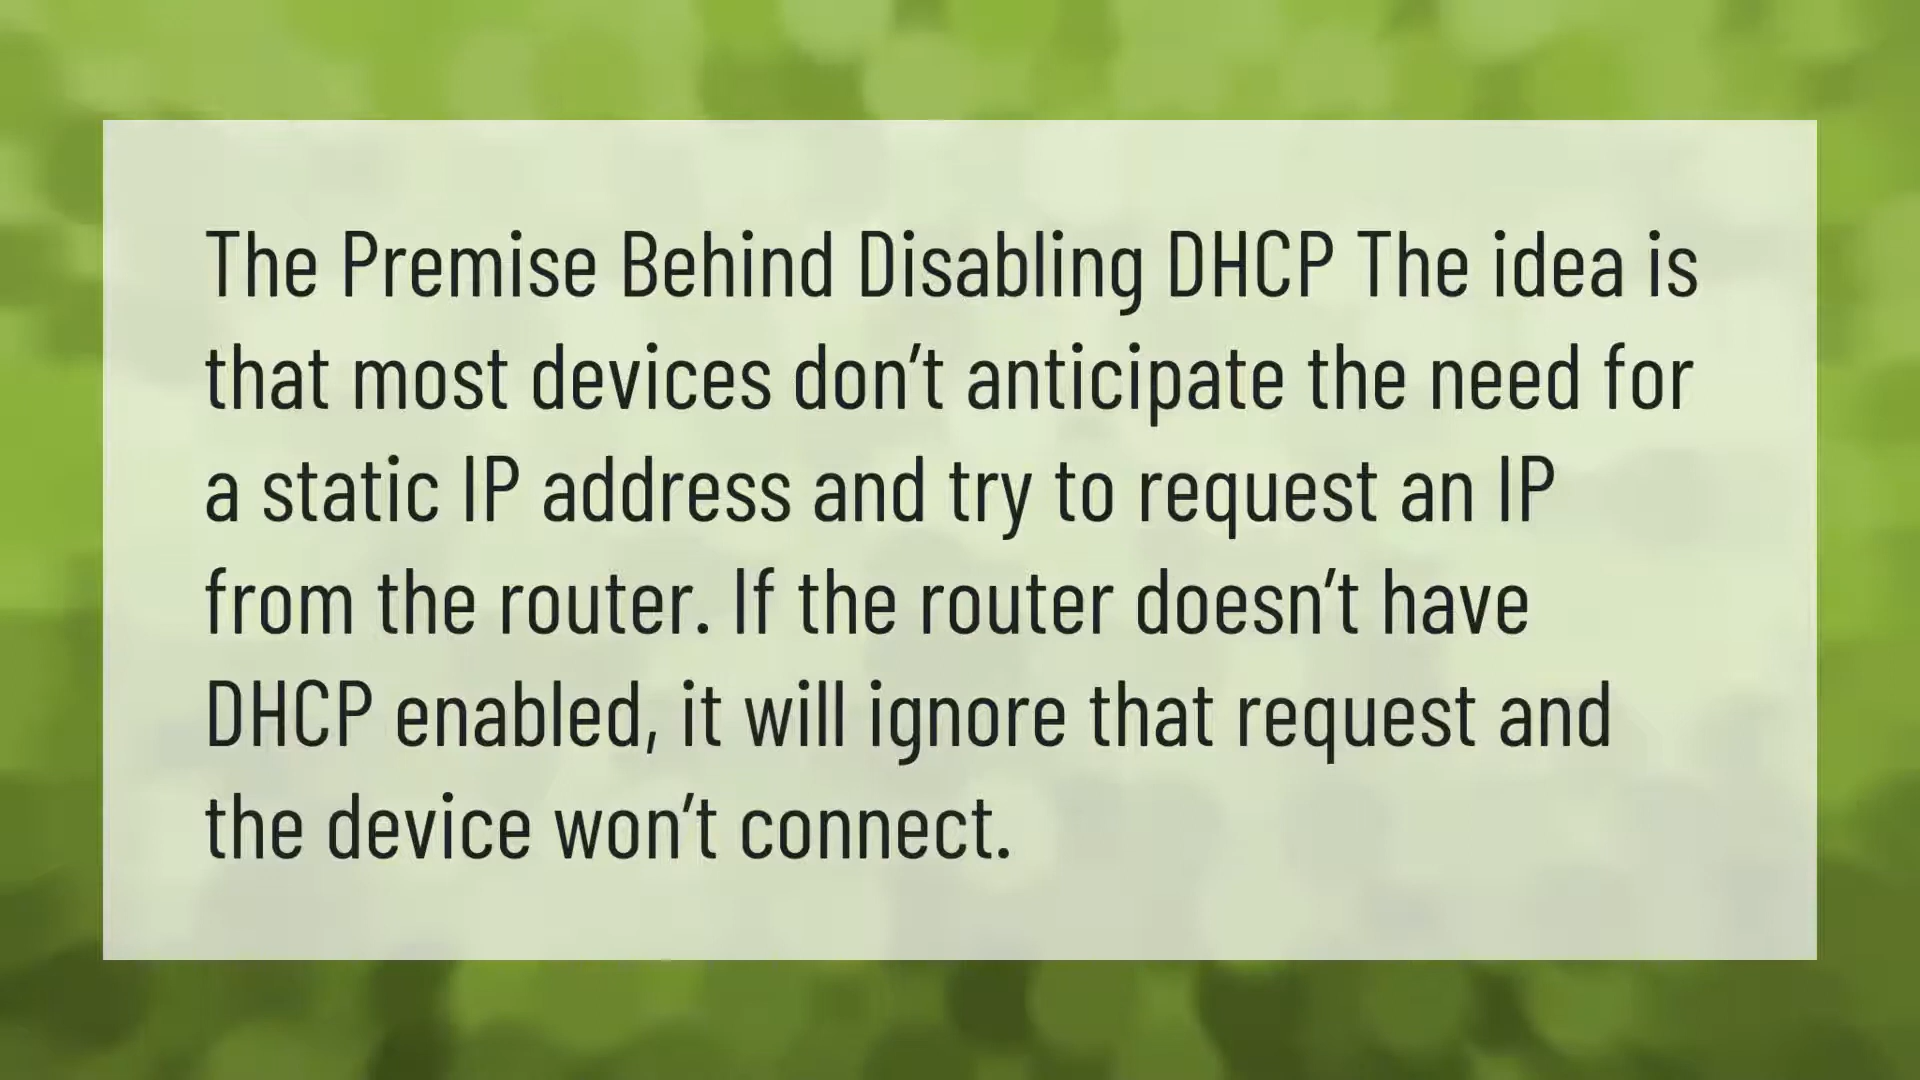 The Premise Behind Disabling DHCP The idea is
that most devices don’t anticipate the need for
a static IP address and try to request an IP
from the router. If the router doesn’t have
DHCP enabled, it will ignore that request and
the device won’t connect.